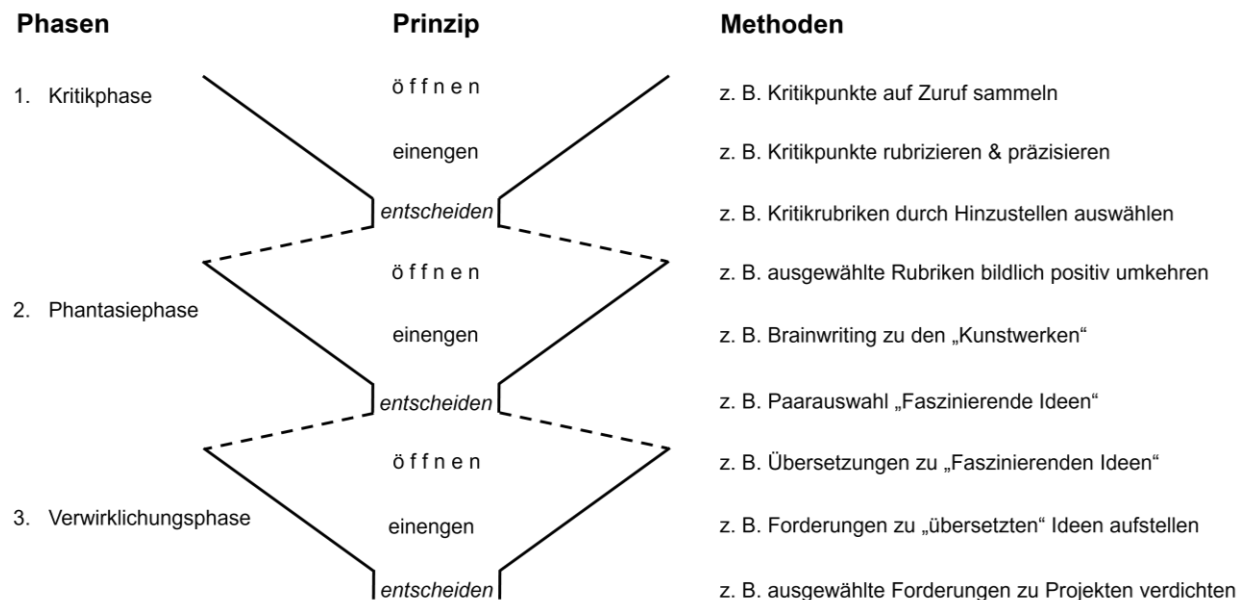 Phasen Prinzip Methoden
1. Kritikphase ö f f n e n z. B. Kritikpunkte auf Zuruf sammeln
einengen z. B. Kritikpunkte rubrizieren & präzisieren
entscheiden z. B. Kritikrubriken durch Hinzustellen auswählen
ö f f n e n z. B. ausgewählte Rubriken bildlich positiv umkehren
2. Phantasiephase
einengen z. B. Brainwriting zu den „Kunstwerken“
entscheiden z. B. Paarauswahl „Faszinierende Ideen“
ö f f n e n z. B. Übersetzungen zu „Faszinierenden Ideen“
3. Verwirklichungsphase einengen z. B. Forderungen zu „übersetzten“ Ideen aufstellen
entscheiden z. B. ausgewählte Forderungen zu Projekten verdichten